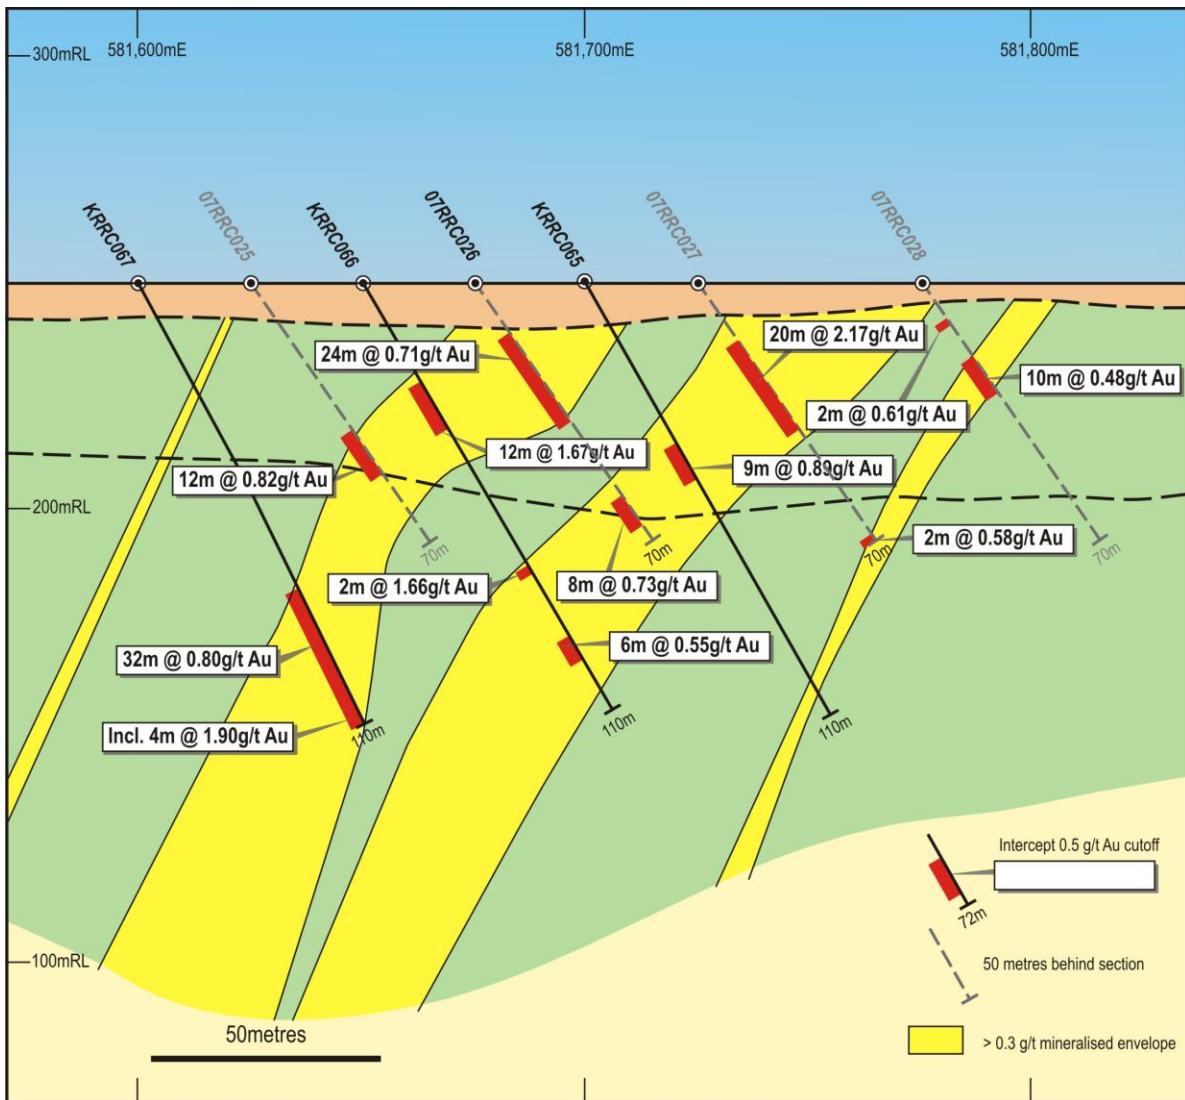 581,600mE
581,700mE
581,800mE
300mRL
KRRC067
07RRC025
KRRC066
07RRC026
KRRC065
07RRC027
07RRC028
24m @ 0.71g/t Au
20m @ 2.17g/t Au
10m @ 0.48g/t Au
2m @ 0.61g/t Au
12m @ 1.67g/t Au
9m @ 0.89g/t Au
12m @ 0.82g/t Au
200mRL
70m
70m
70m
70m
2m @ 0.58g/t Au
2m @ 1.66g/t Au
8m @ 0.73g/t Au
6m @ 0.55g/t Au
32m @ 0.80g/t Au
Incl. 4m @ 1.90g/t Au
110m
110m
110m
Intercept 0.5 g/t Au cutoff
72m
50 metres behind section
100mRL
50metres
> 0.3 g/t mineralised envelope